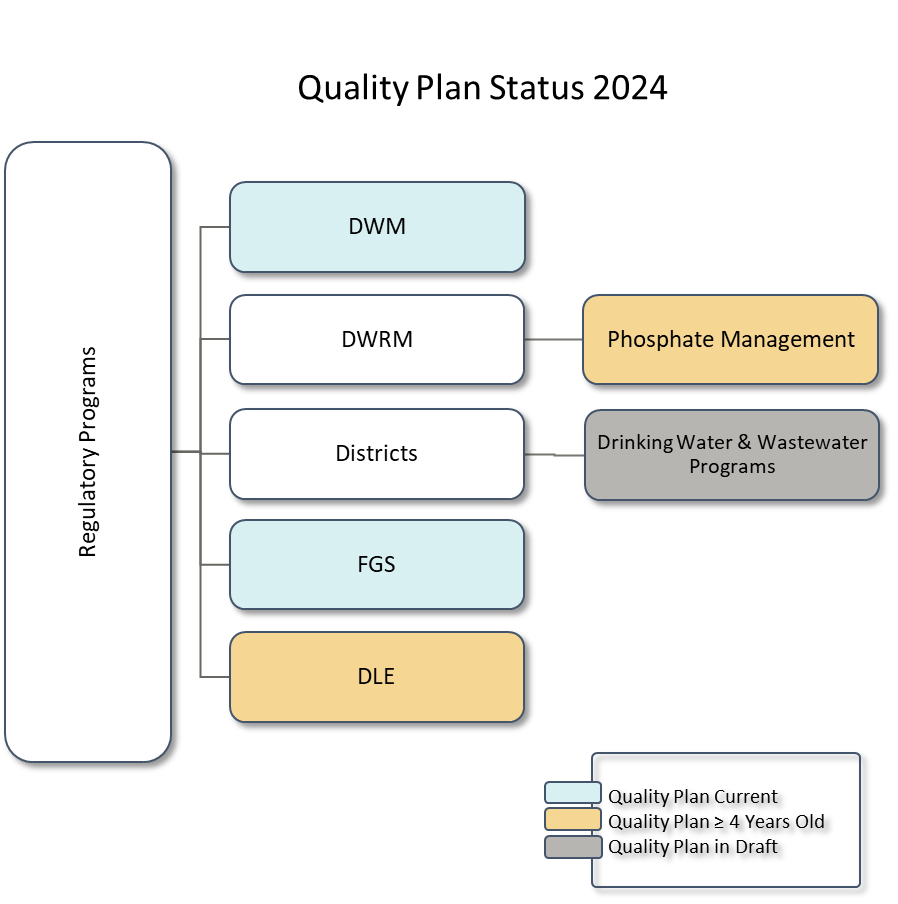 Quality Plan Status 2024
Regulatory Programs
DWM
DWRM
Phosphate Management
Districts
Drinking Water & Wastewater
Programs
FGS
DLE
Quality Plan Current
Quality Plan ≥ 4 Years Old
Quality Plan in Draft